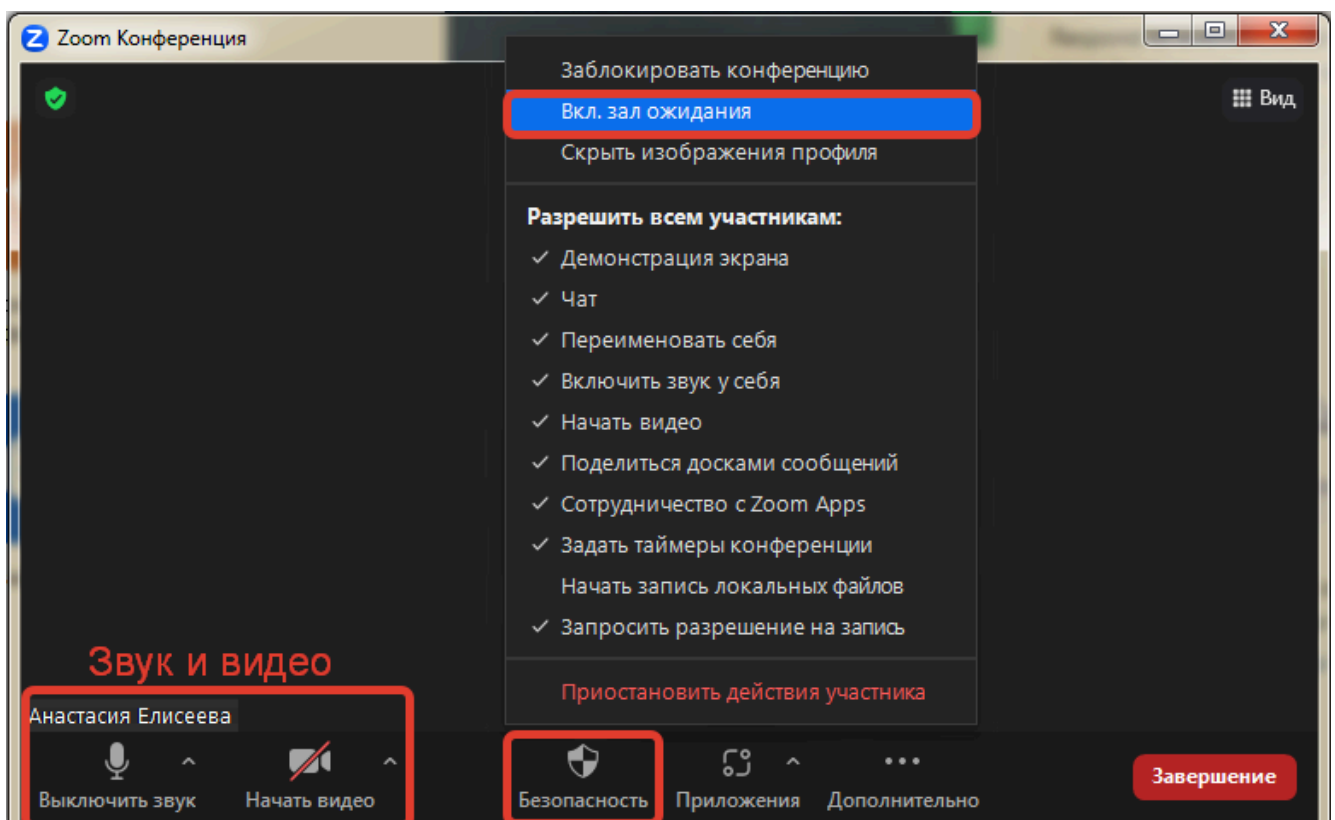 Zoom Конференция
Вид
Заблокировать конференцию
Вкл. зал ожидания
Скрыть изображения профиля
Разрешить всем участникам:
Демонстрация экрана
Чат
Переименовать себя
Включить звук у себя
Начать видео
Поделиться досками сообщений
Сотрудничество с Zoom Apps
Задать таймеры конференции
Начать запись локальных файлов
Запросить разрешение на запись
Приостановить действия участника
Звук и видео
Анастасия Елисеева
Выключить звук
Начать видео
Безопасность
Приложения
Дополнительно
Завершение